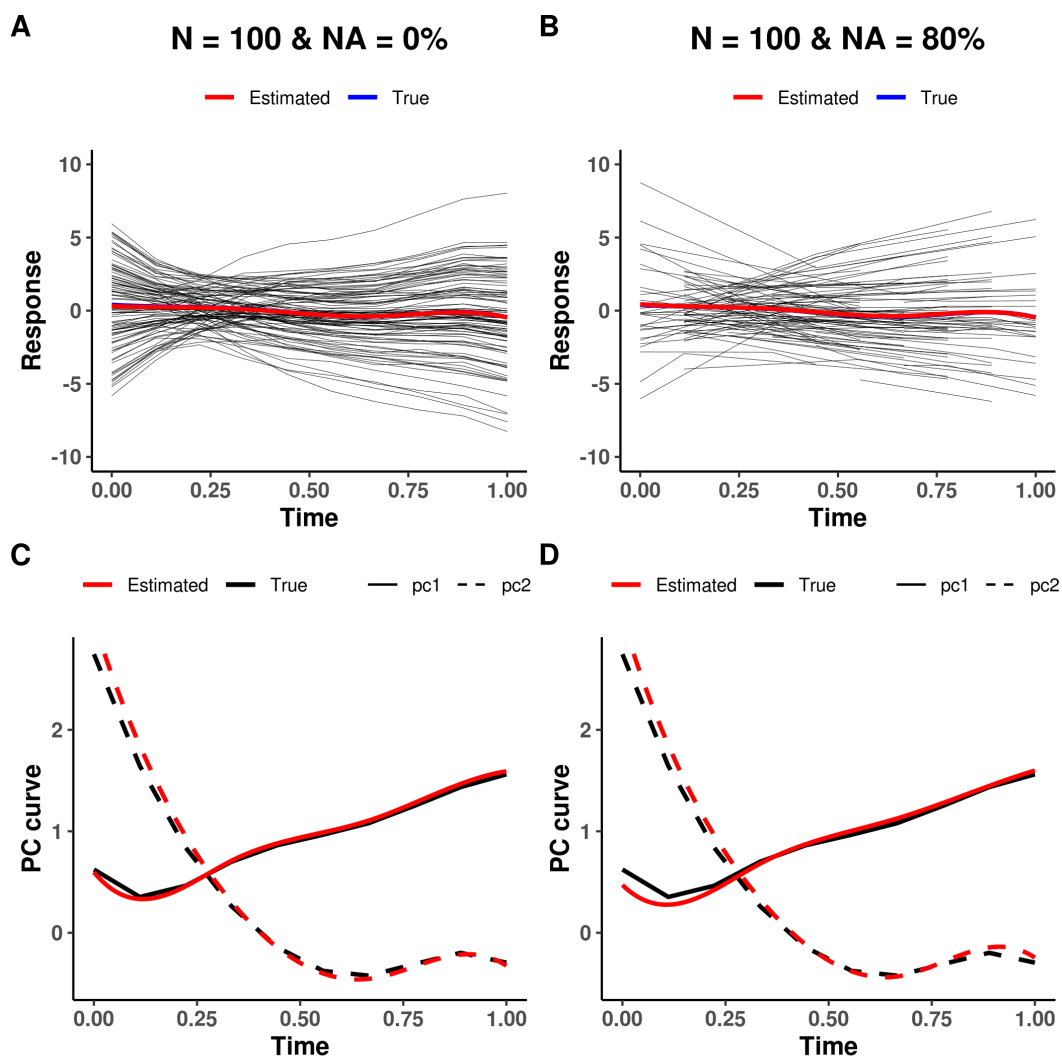 A
N = 100 & NA = 0%
B
N = 100 & NA = 80%
Estimated True
Estimated True
10
5
0
-5
-10
Response
0.00 0.25 0.50 0.75 1.00
Time
10
5
0
-5
-10
Response
0.00 0.25 0.50 0.75 1.00
Time
C
Estimated True pc1 pc2
D
Estimated True pc1 pc2
2
1
0
PC curve
0.00 0.25 0.50 0.75 1.00
Time
2
1
0
PC curve
0.00 0.25 0.50 0.75 1.00
Time